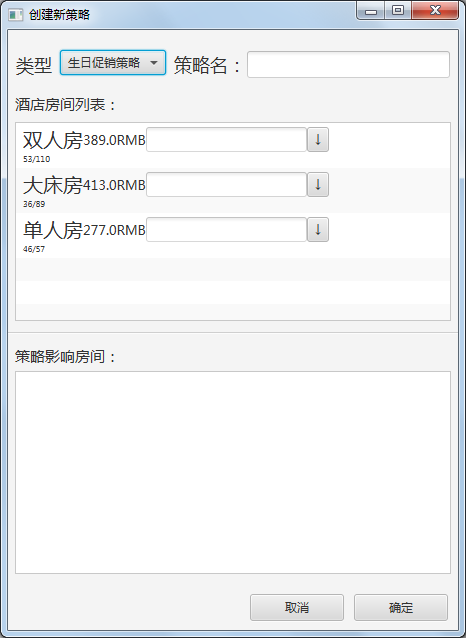 创建新策略
类型 生日促销策略 策略名：
酒店房间列表：
双人房389.0RMB ↓
53/110
大床房413.0RMB ↓
36/89
单人房277.0RMB ↓
46/57
策略影响房间：
取消 确定